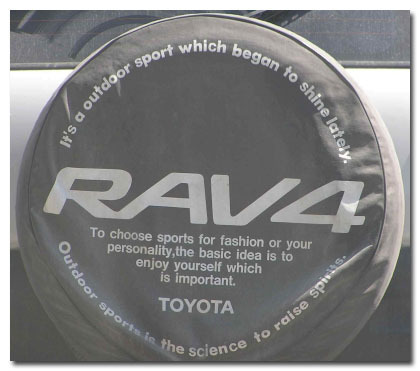 It's a outdoor sport which began to shine lately.
RAV4
To choose sports for fashion or your
personality,the basic idea is to
enjoy yourself which
is important.
TOYOTA
Outdoor sports is the science to raise spirits.